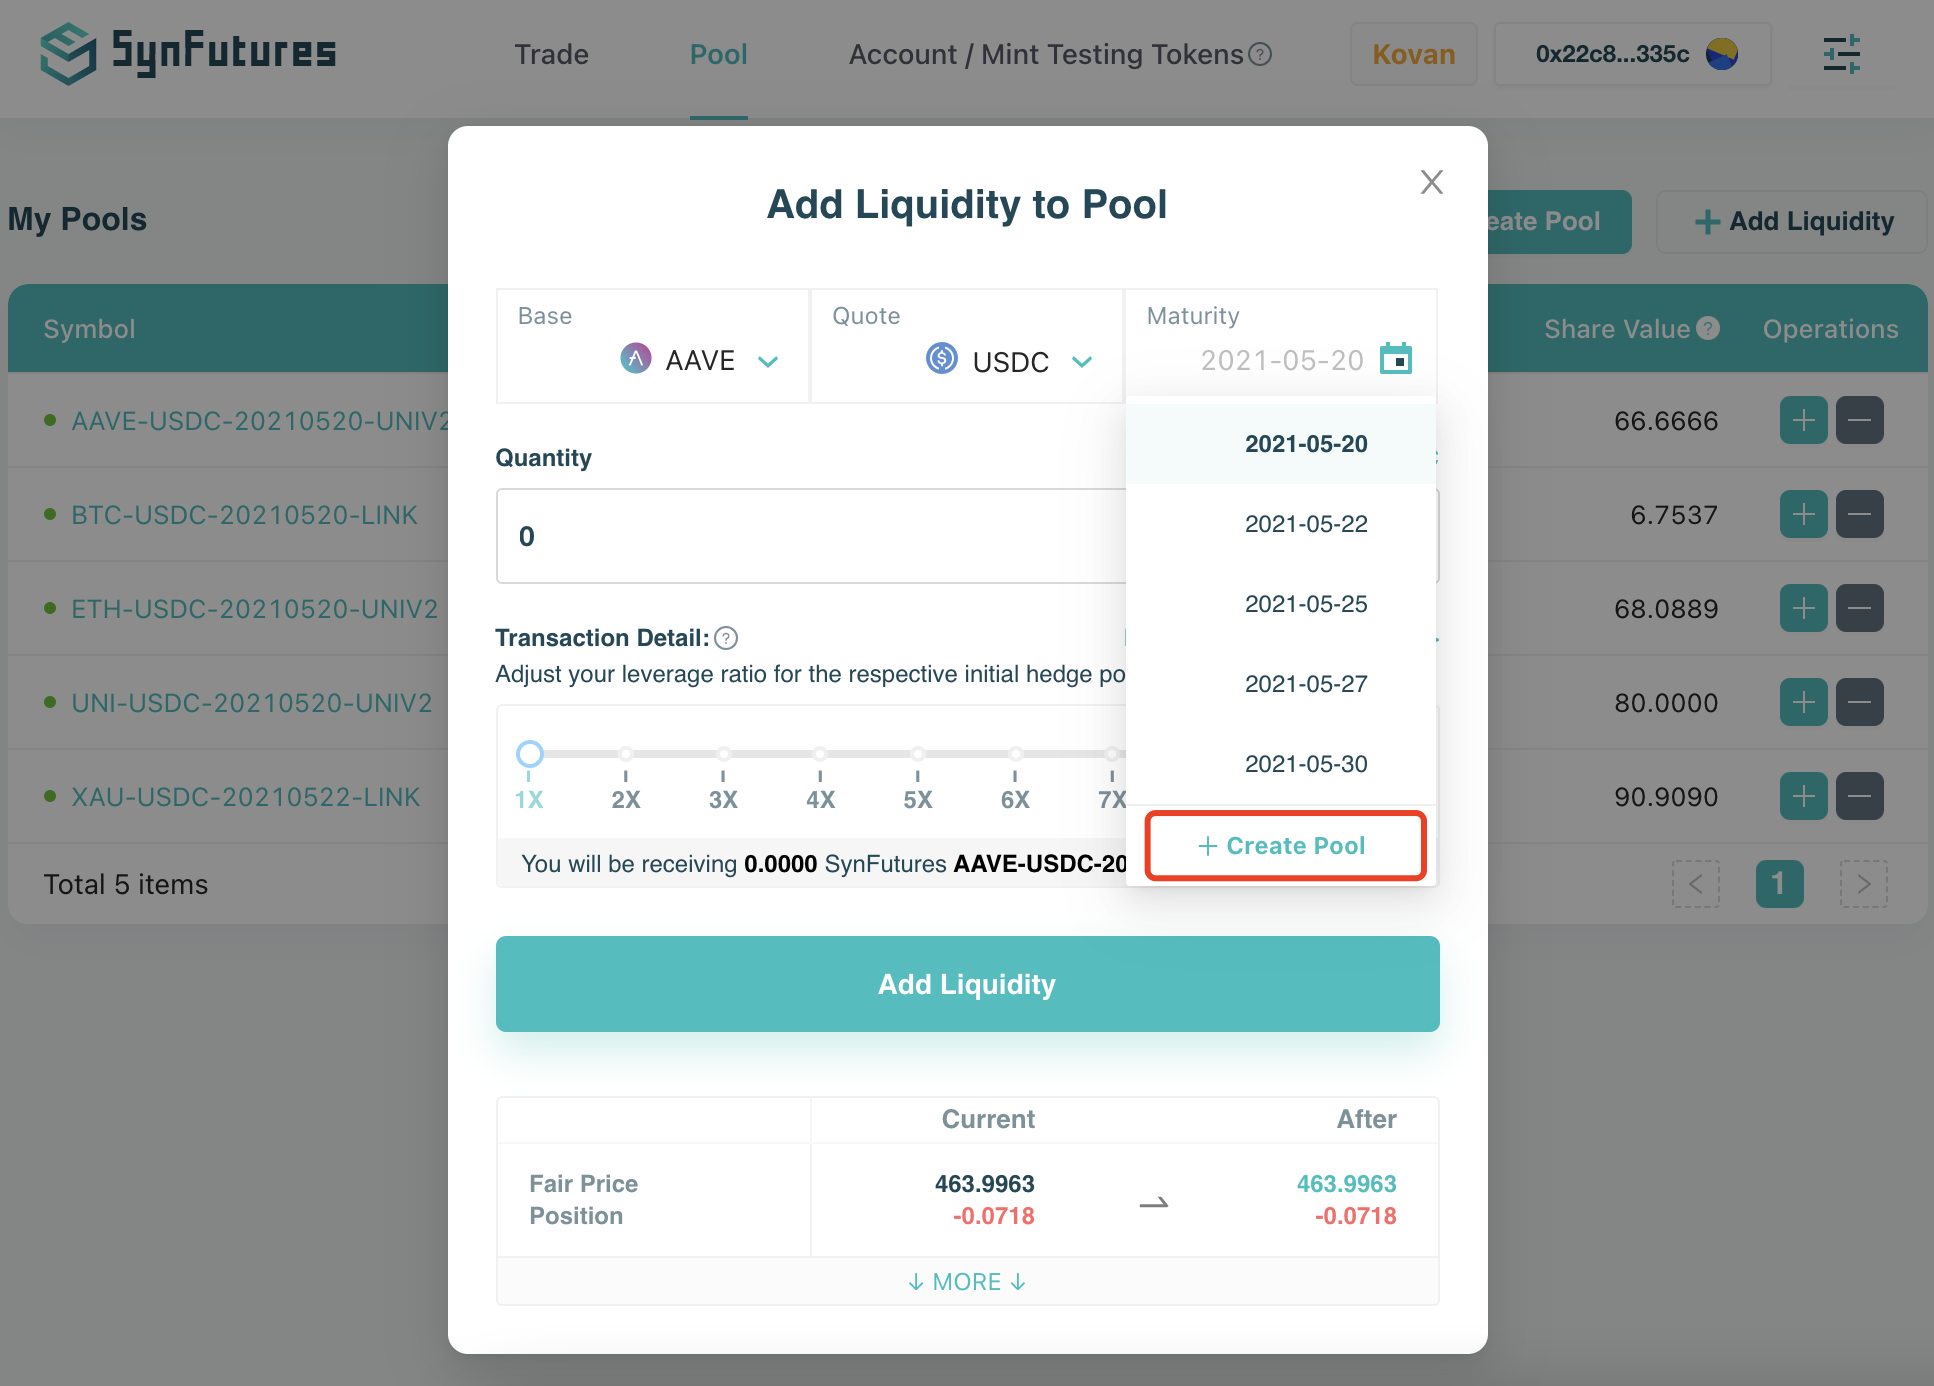 SynFutures
Trade
Pool
Account / Mint Testing Tokens ?
Kovan
0x22c8...335c
My Pools
eate Pool
+ Add Liquidity
Symbol
Share Value ?
Operations
AAVE-USDC-20210520-UNIV2
66.6666
BTC-USDC-20210520-LINK
6.7537
ETH-USDC-20210520-UNIV2
68.0889
UNI-USDC-20210520-UNIV2
80.0000
XAU-USDC-20210522-LINK
90.9090
Total 5 items
< 1 >
Add Liquidity to Pool
X
Base
AAVE
Quote
USDC
Maturity
2021-05-20
2021-05-20
2021-05-22
2021-05-25
2021-05-27
2021-05-30
+ Create Pool
Quantity
0
Transaction Detail: ?
Adjust your leverage ratio for the respective initial hedge po
1X 2X 3X 4X 5X 6X 7X
You will be receiving 0.0000 SynFutures AAVE-USDC-20
Add Liquidity
Current
After
Fair Price
463.9963
463.9963
Position
-0.0718
-0.0718
↓ MORE ↓